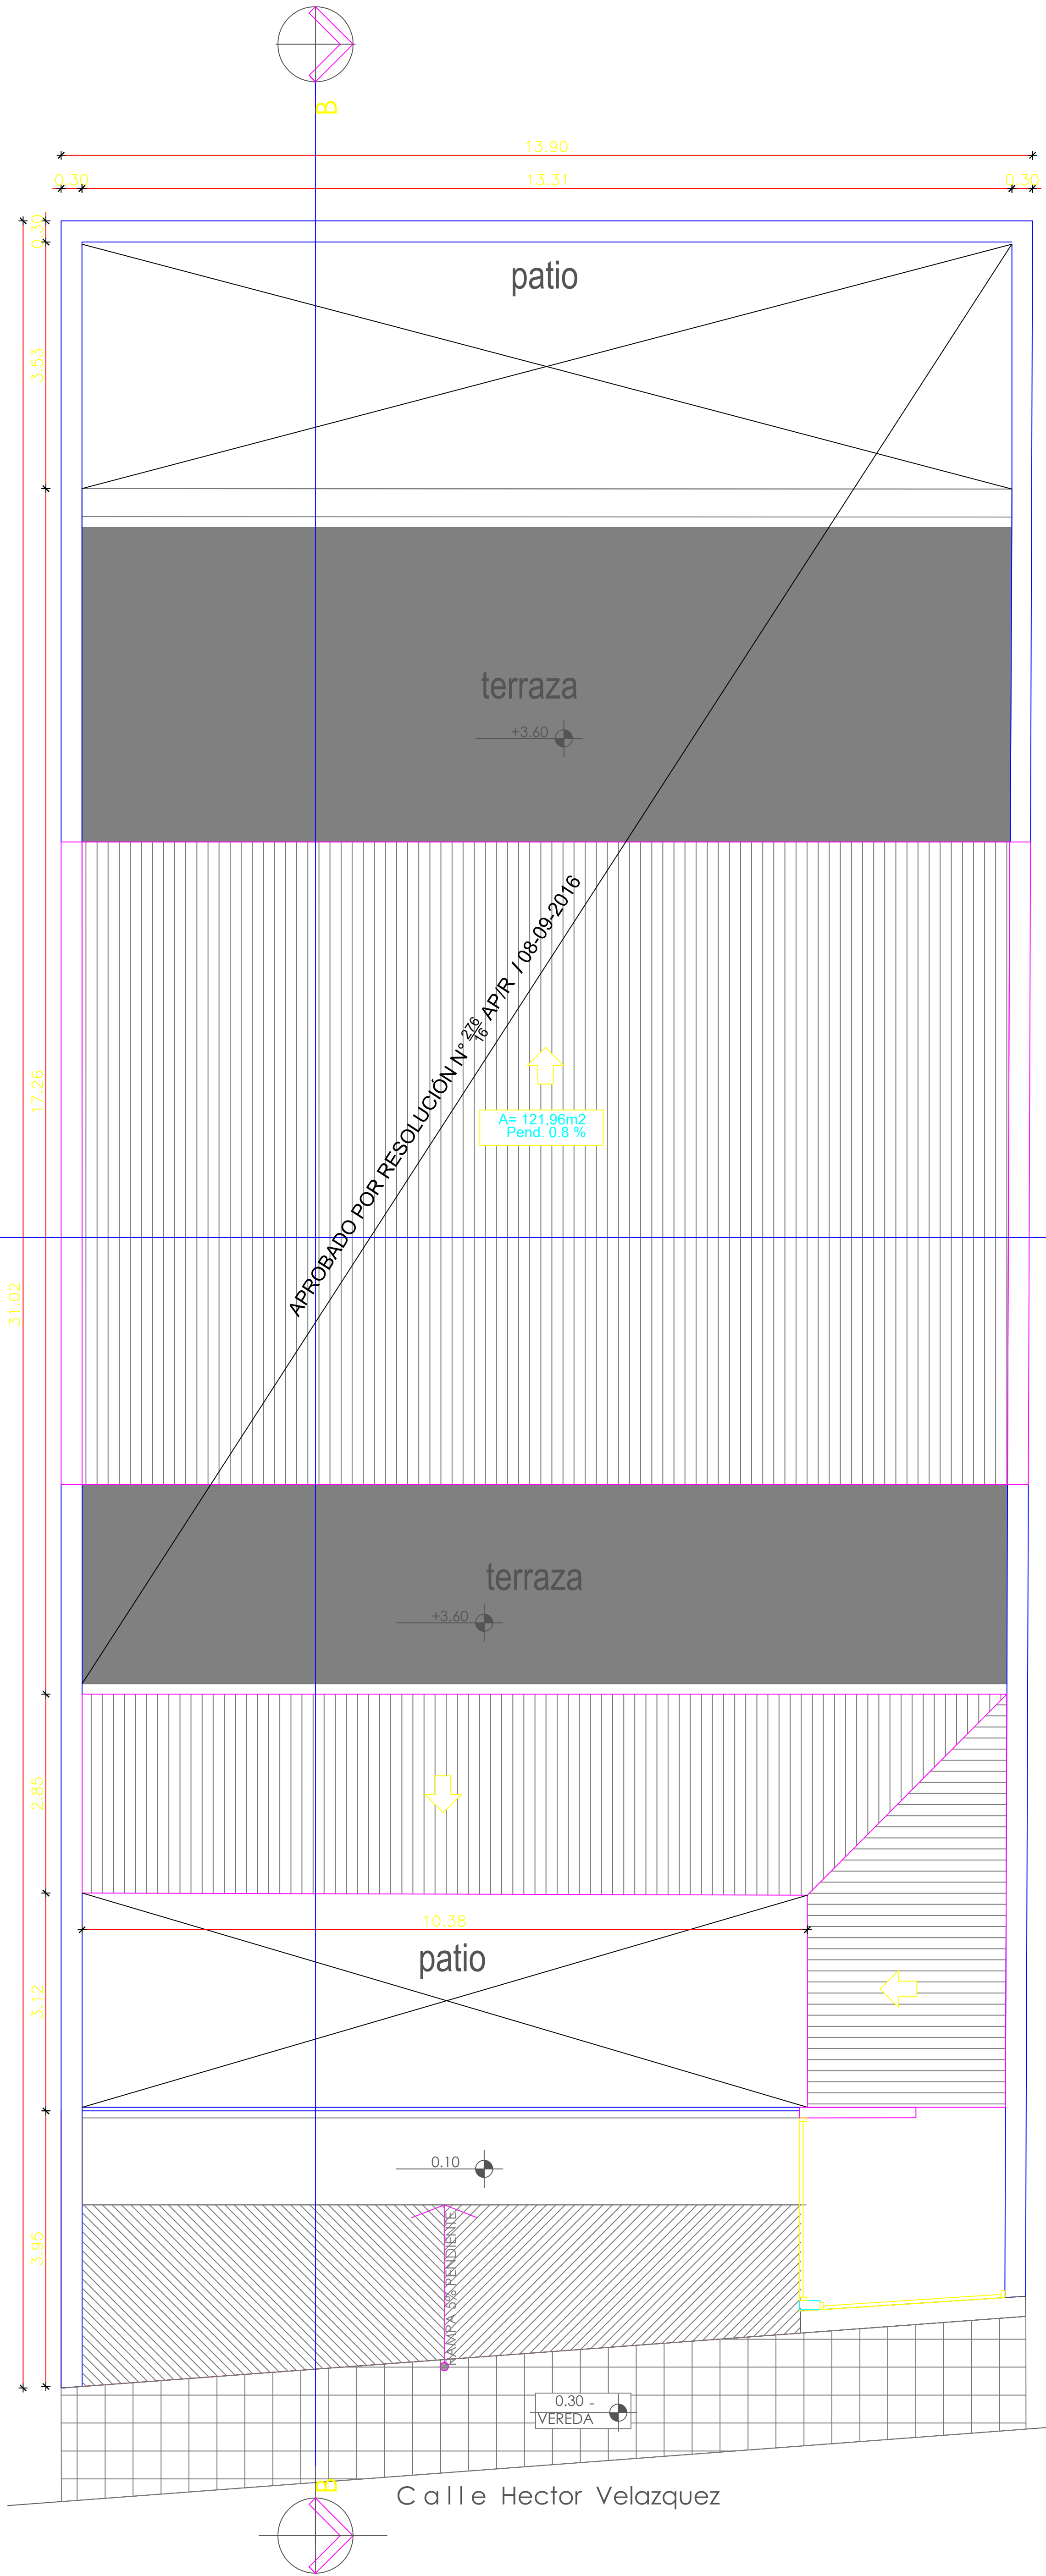 B
13.90
0.30
13.31
0.30
0.30
patio
3.53
terraza
+3.60
APROBADO POR RESOLUCIÓN N° 276/16 AP/R / 08-09-2016
17.25
A= 121,96m2
Pend. 0.8 %
31.02
terraza
+3.60
2.85
10.38
patio
3.12
0.10
3.95
RAMPA 5% PENDIENTE
0.30 -
VEREDA
B
Calle Hector Velazquez